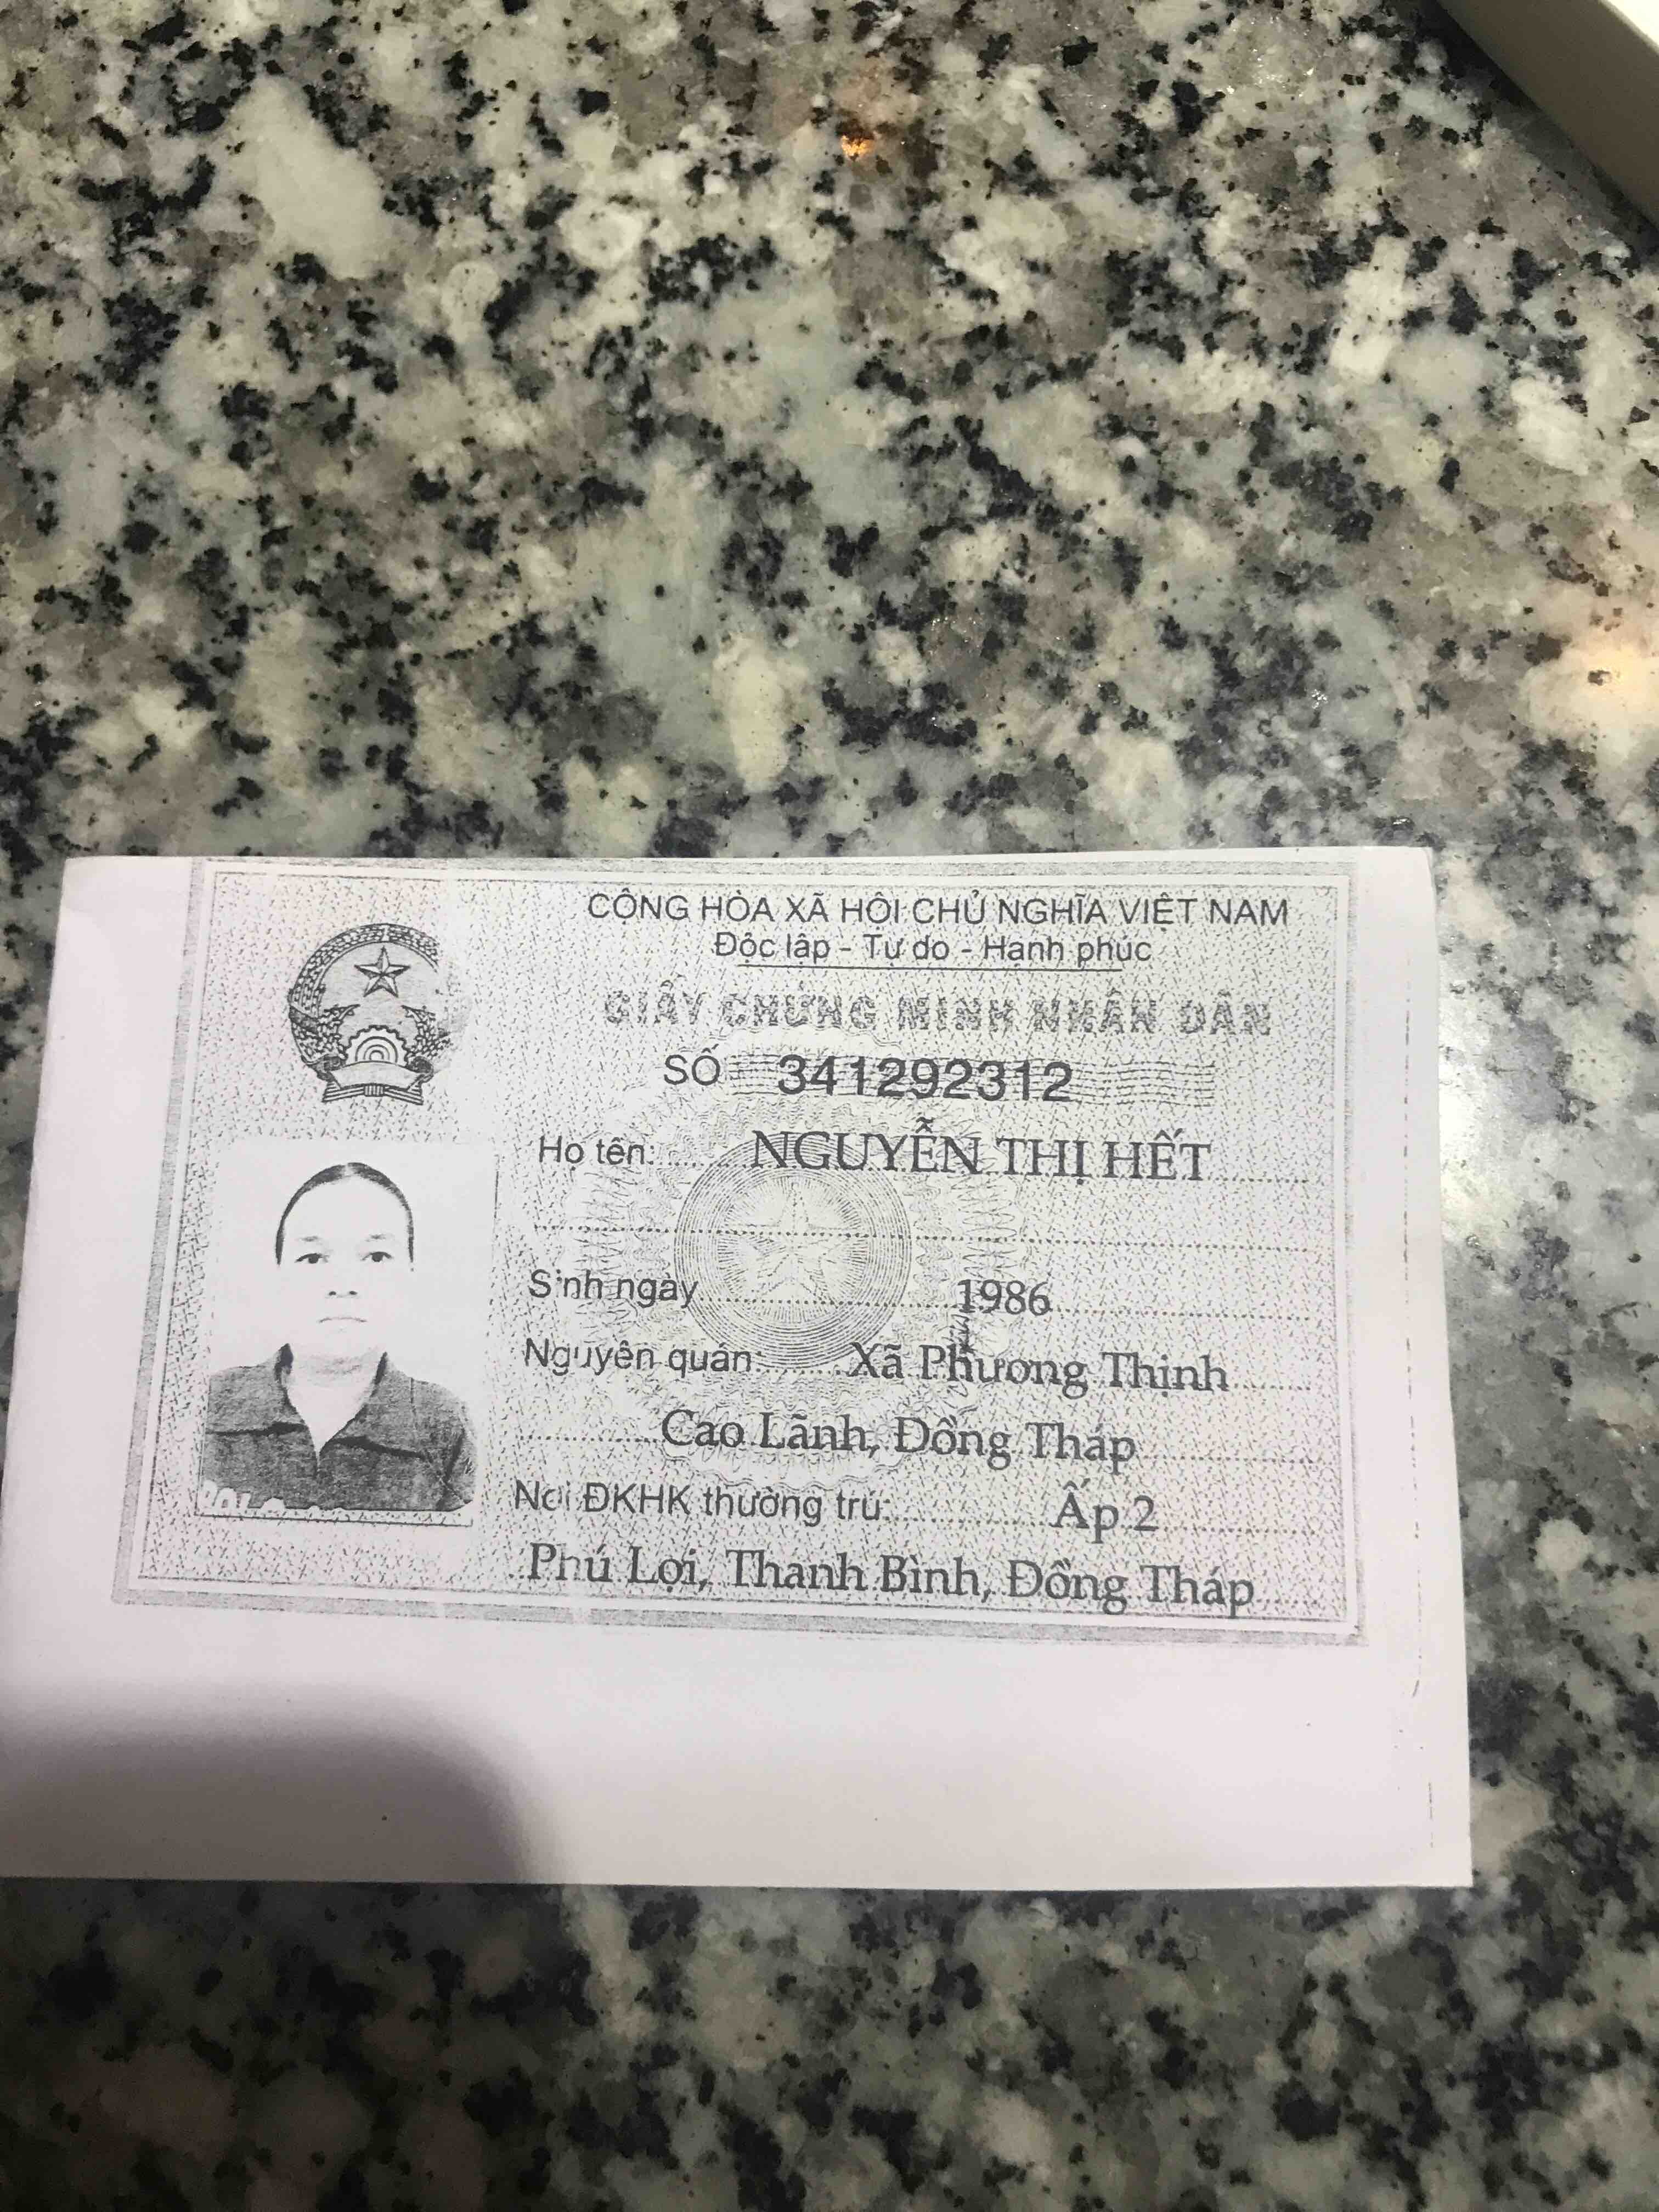 CỘNG HÒA XÃ HỘI CHỦ NGHĨA VIỆT NAM
Độc lập - Tự do - Hạnh phúc
GIẤY CHỨNG MINH NHÂN DÂN
SỐ 341292312
Họ tên: NGUYỄN THỊ HẾT
Sinh ngày 1986
Nguyên quán: Xã Phương Thịnh
Cao Lãnh, Đồng Tháp
Nơi ĐKHK thường trú: Ấp 2
Phú Lợi, Thanh Bình, Đồng Tháp